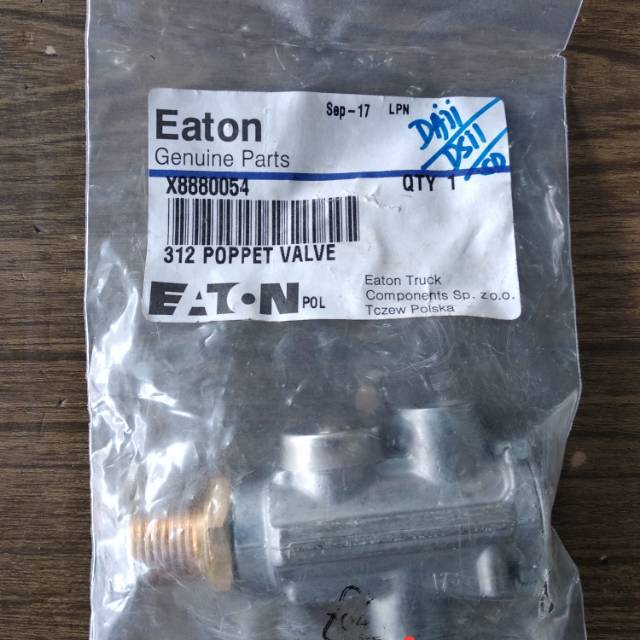 Sep-17 LPN
Eaton
Genuine Parts
X8880054 QTY 1
312 POPPET VALVE
EATON POL
Eaton Truck
Components Sp. z.o.o.
Tczew Polska